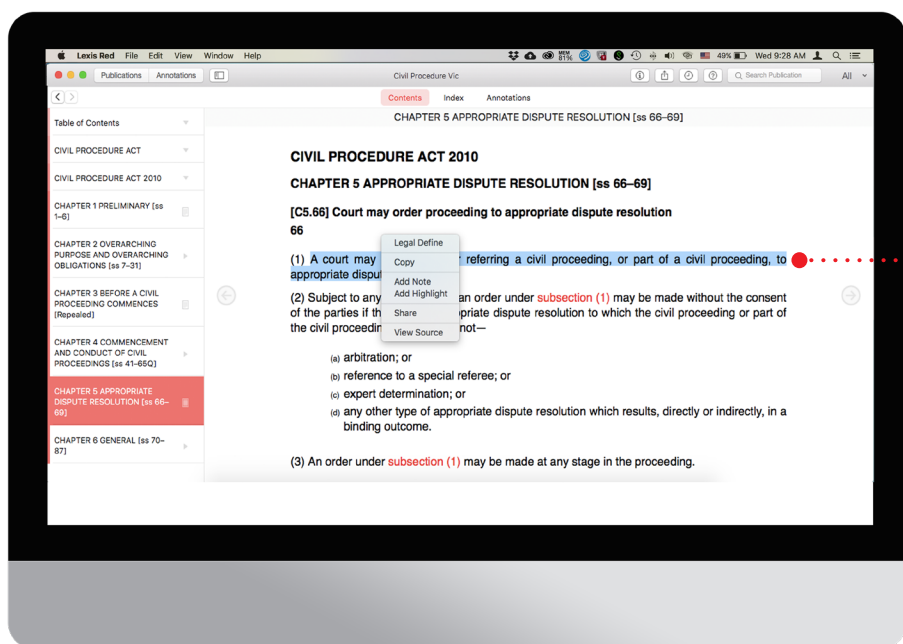 Lexis Red File Edit View Window Help MEM 81% 49% Wed 9:28 AM
Publications Annotations Civil Procedure Vic Search Publication All
Contents Index Annotations
CHAPTER 5 APPROPRIATE DISPUTE RESOLUTION [ss 66–69]
Table of Contents
CIVIL PROCEDURE ACT
CIVIL PROCEDURE ACT 2010
CHAPTER 1 PRELIMINARY [ss
1–6]
CHAPTER 2 OVERARCHING
PURPOSE AND OVERARCHING
OBLIGATIONS [ss 7–31]
CHAPTER 3 BEFORE A CIVIL
PROCEEDING COMMENCES
[Repealed]
CHAPTER 4 COMMENCEMENT
AND CONDUCT OF CIVIL
PROCEEDINGS [ss 41–65Q]
CHAPTER 5 APPROPRIATE
DISPUTE RESOLUTION [ss 66–
69]
CHAPTER 6 GENERAL [ss 70–
87]
CIVIL PROCEDURE ACT 2010
CHAPTER 5 APPROPRIATE DISPUTE RESOLUTION [ss 66–69]
[C5.66] Court may order proceeding to appropriate dispute resolution
66
(1) A court may referring a civil proceeding, or part of a civil proceeding, to
appropriate
(2) Subject to any an order under subsection (1) may be made without the consent
of the parties if dispute resolution to which the civil proceeding or part of
the civil not—
(a) arbitration; or
(b) reference to a special referee; or
(c) expert determination; or
(d) any other type of appropriate dispute resolution which results, directly or indirectly, in a
binding outcome.
(3) An order under subsection (1) may be made at any stage in the proceeding.
Legal Define
Copy
Add Note
Add Highlight
Share
View Source